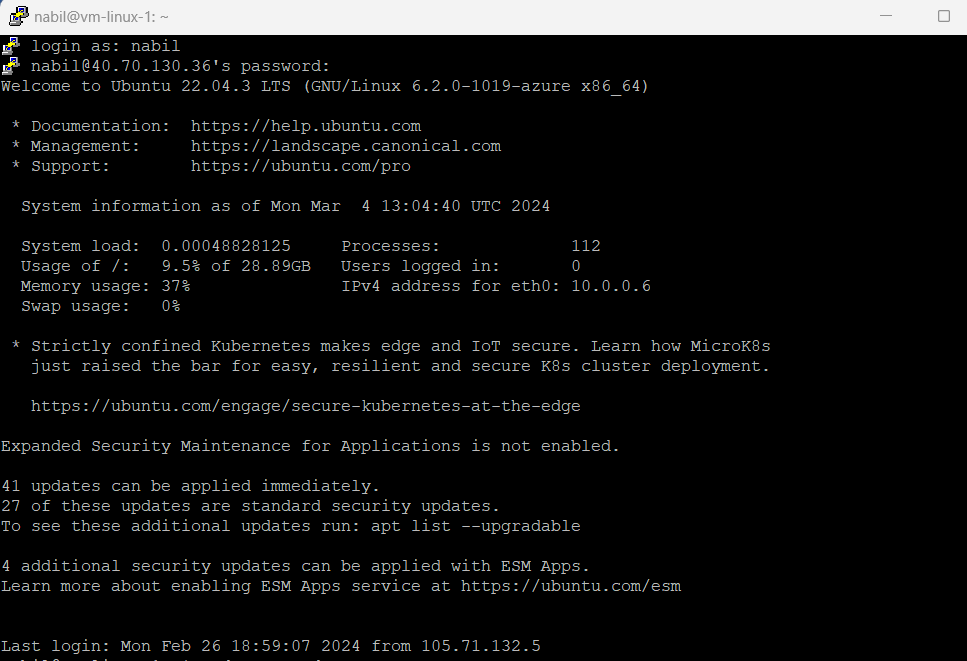 nabil@vm-linux-1: ~
login as: nabil
nabil@40.70.130.36's password:
Welcome to Ubuntu 22.04.3 LTS (GNU/Linux 6.2.0-1019-azure x86_64)
* Documentation: https://help.ubuntu.com
* Management: https://landscape.canonical.com
* Support: https://ubuntu.com/pro
System information as of Mon Mar 4 13:04:40 UTC 2024
System load: 0.00048828125 Processes: 112
Usage of /: 9.5% of 28.89GB Users logged in: 0
Memory usage: 37% IPv4 address for eth0: 10.0.0.6
Swap usage: 0%
* Strictly confined Kubernetes makes edge and IoT secure. Learn how MicroK8s
just raised the bar for easy, resilient and secure K8s cluster deployment.
https://ubuntu.com/engage/secure-kubernetes-at-the-edge
Expanded Security Maintenance for Applications is not enabled.
41 updates can be applied immediately.
27 of these updates are standard security updates.
To see these additional updates run: apt list --upgradable
4 additional security updates can be applied with ESM Apps.
Learn more about enabling ESM Apps service at https://ubuntu.com/esm
Last login: Mon Feb 26 18:59:07 2024 from 105.71.132.5